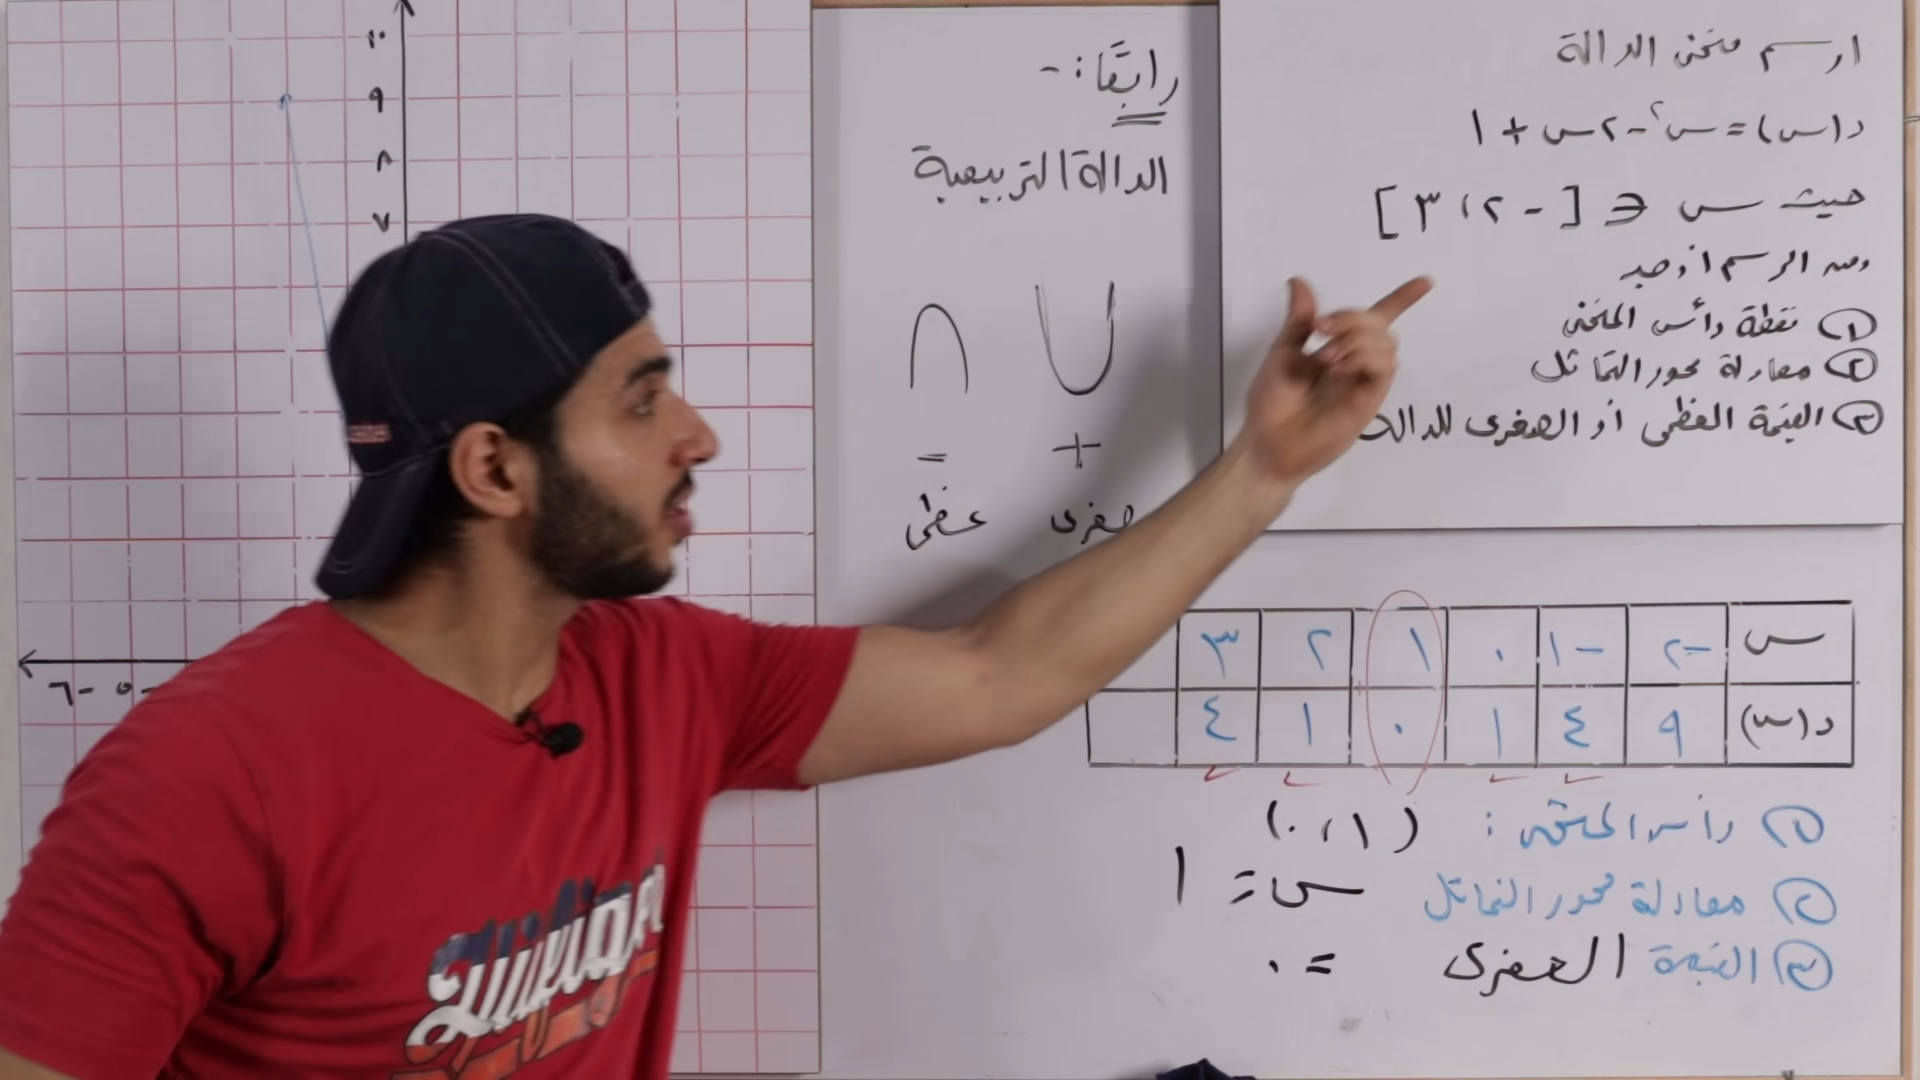 ارسم منحنى الدالة
د(س) = س٢ - ٢س + ١
حيث س ∈ [-٢، ٣]
ومن الرسم أوجد
١ نقطة رأس المنحنى
٢ معادلة محور التماثل
٣ القيمة العظمى أو الصغرى للدالة
رابعًا :-
الدالة التربيعية
+ -
صغرى عظمى
١٠
٩
٨
٧
-٥ -٦
س -٢ -١ ٠ ١ ٢ ٣
د(س) ٩ ٤ ١ ٠ ١ ٤
١ رأس المنحنى : (١، ٠)
٢ معادلة محور التماثل س = ١
٣ القيمة الصغرى = ٠